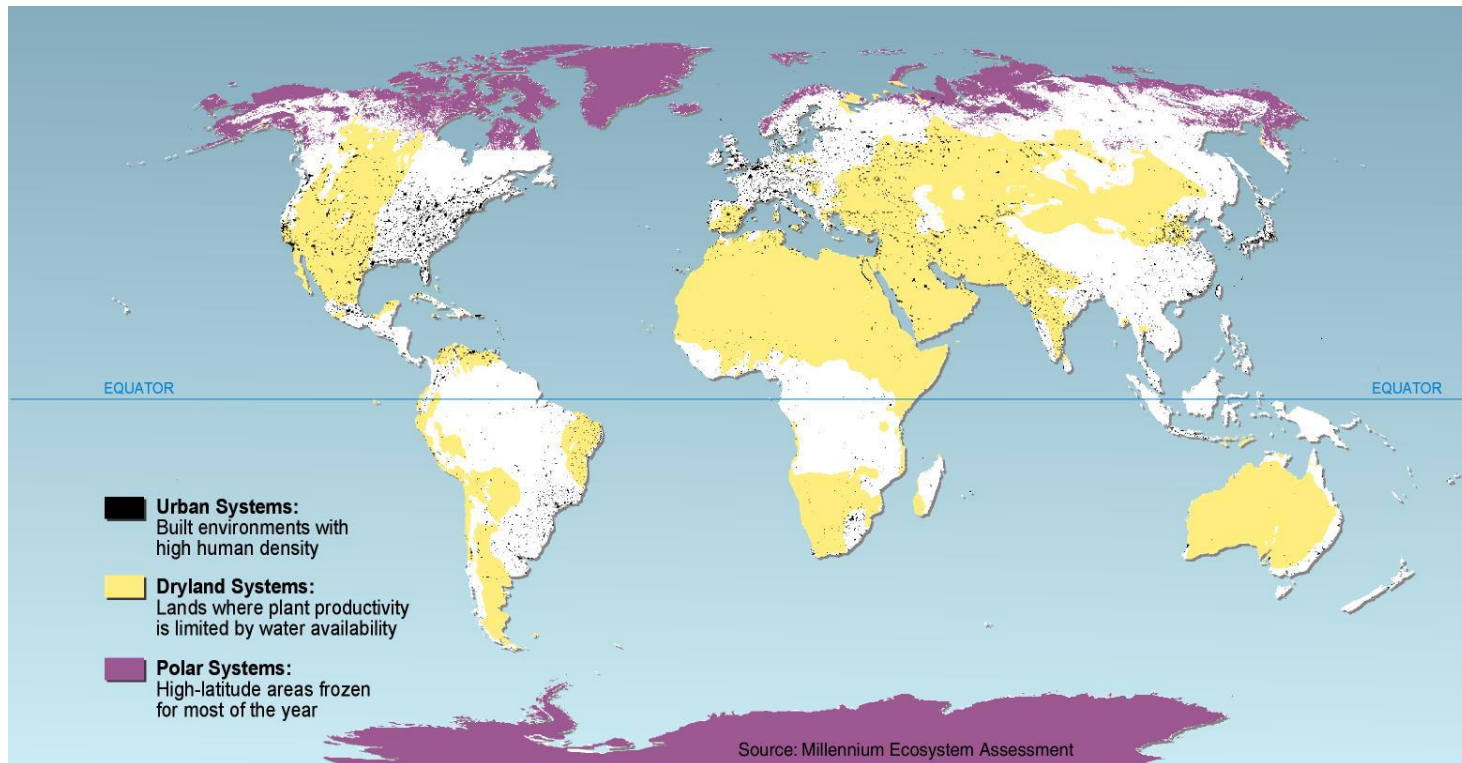 EQUATOR
EQUATOR
Urban Systems:
Built environments with
high human density
Dryland Systems:
Lands where plant productivity
is limited by water availability
Polar Systems:
High-latitude areas frozen
for most of the year
Source: Millennium Ecosystem Assessment